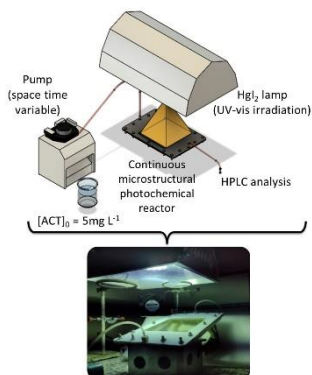 Pump
(space time
variable)
HgI₂ lamp
(UV-vis irradiation)
Continuous
microstructural
photochemical
reactor
HPLC analysis
[ACT]₀ = 5mg L⁻¹